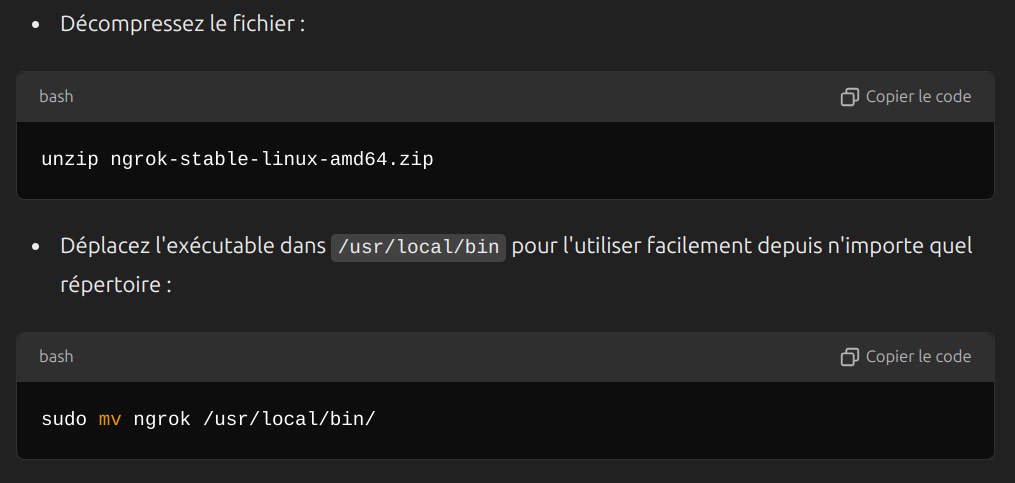 Décompressez le fichier :
bash
Copier le code
unzip ngrok-stable-linux-amd64.zip
Déplacez l'exécutable dans /usr/local/bin pour l'utiliser facilement depuis n'importe quel
répertoire :
bash
Copier le code
sudo mv ngrok /usr/local/bin/